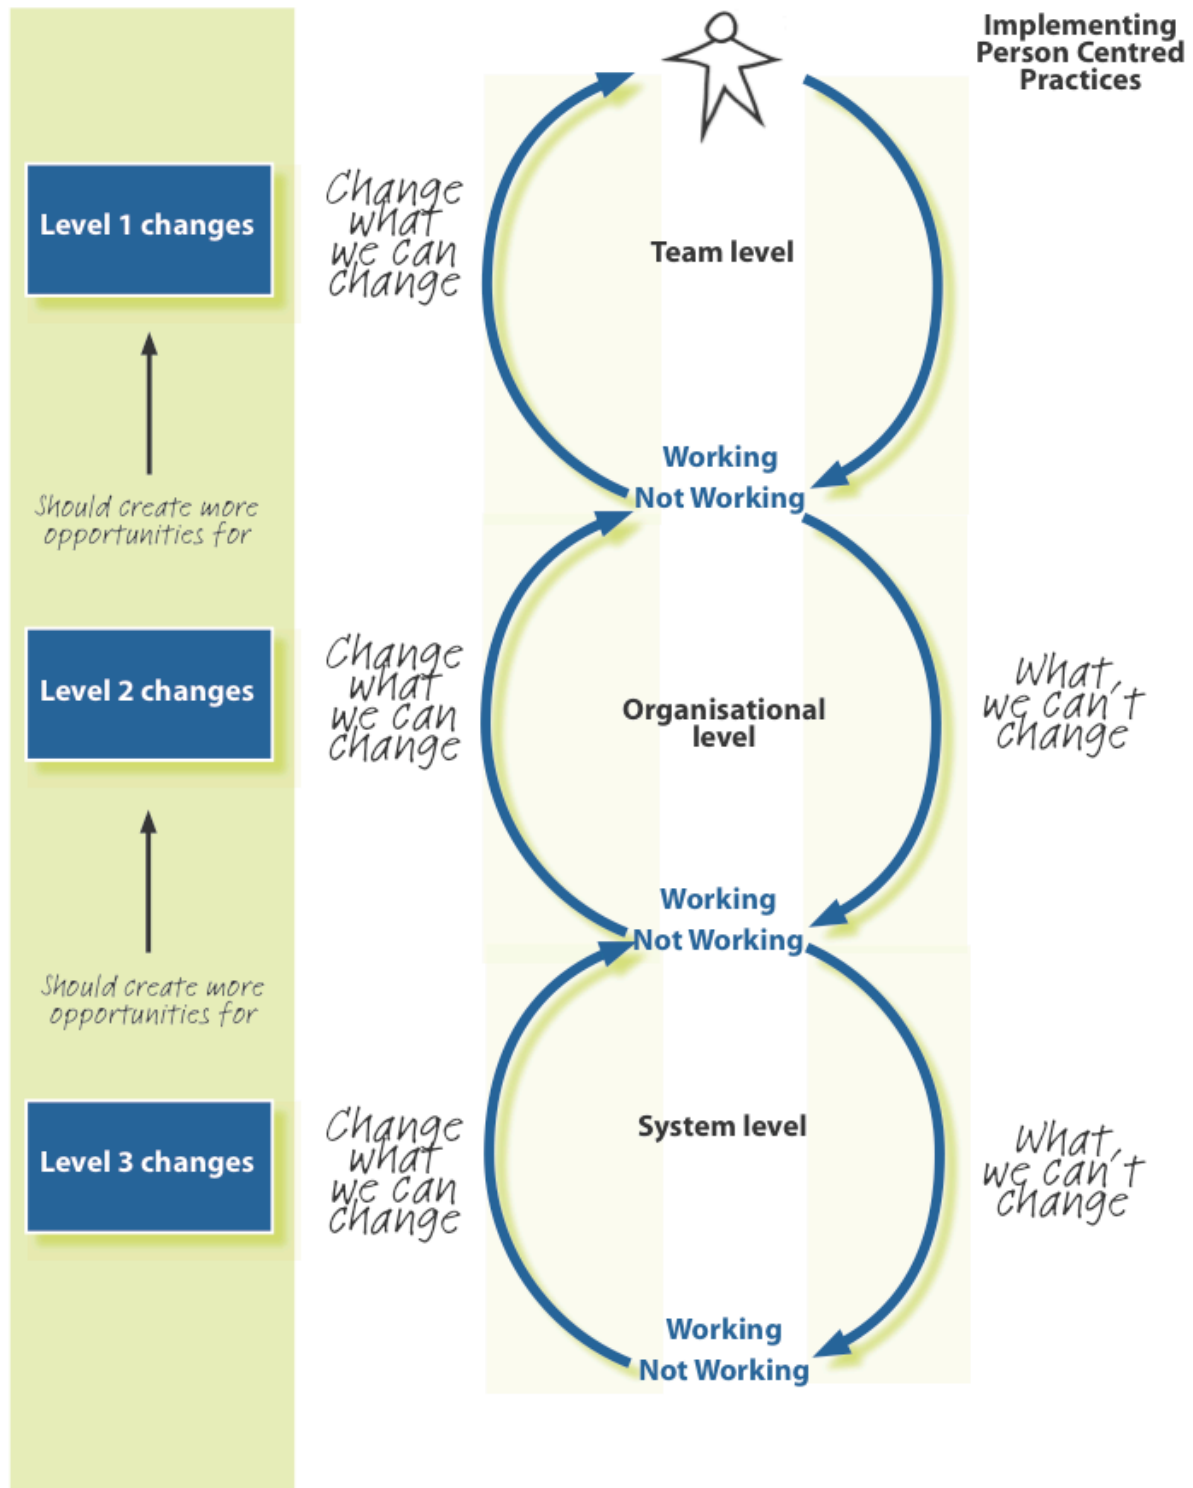 Implementing
Person Centred
Practices
Level 1 changes
Change
what
we can
change
Team level
Working
Not Working
Should create more
opportunities for
Level 2 changes
Change
what
we can
change
Organisational
level
What
we can't
change
Working
Not Working
Should create more
opportunities for
Level 3 changes
Change
what
we can
change
System level
What
we can't
change
Working
Not Working